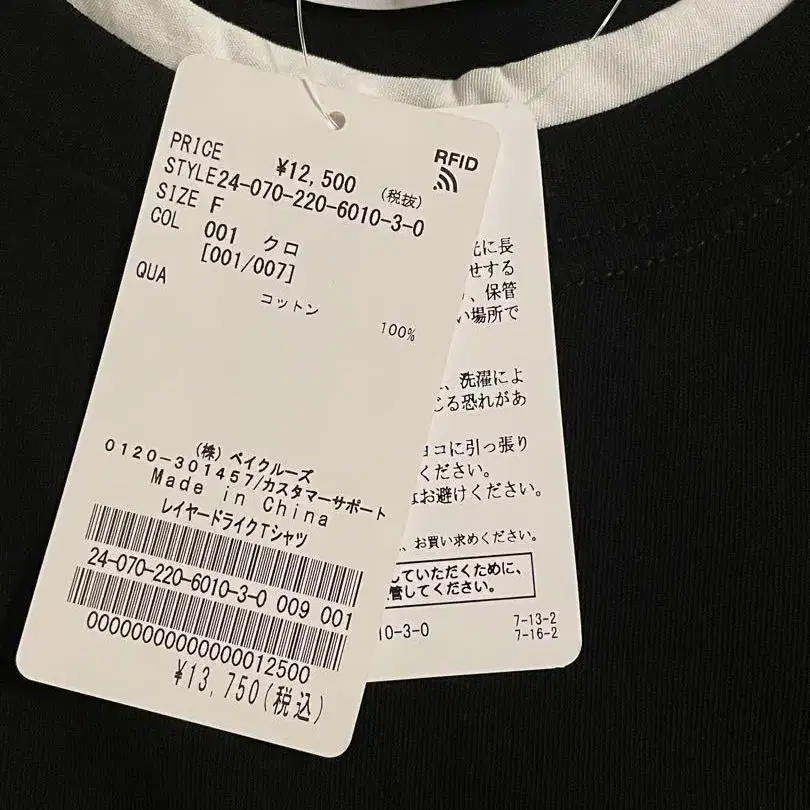 PRICE ¥12,500 (税抜)
RFID
STYLE24-070-220-6010-3-0
SIZE F
COL 001 クロ
[001/007]
QUA
コットン
100%
(株) ベイクルーズ
0120-301457/カスタマーサポート
Made in China
レイヤードライクTシャツ
24-070-220-6010-3-0 009 001
00000000000000012500
¥13,750(税込)
に長
せする
、保管
い場所で
、洗濯によ
じる恐れがあ
ヨコに引っ張り
ください。
お避けください。
、お買い求めください。
していただくために、
管してください。
10-3-0
7-13-2
7-16-2